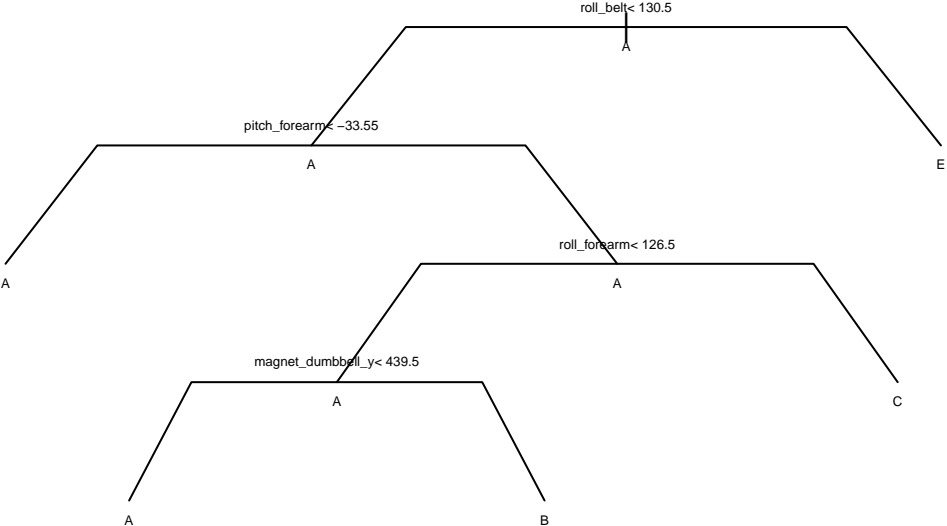 roll_belt< 130.5
A
pitch_forearm< −33.55
A
E
roll_forearm< 126.5
A
A
magnet_dumbbell_y< 439.5
A
C
A
B